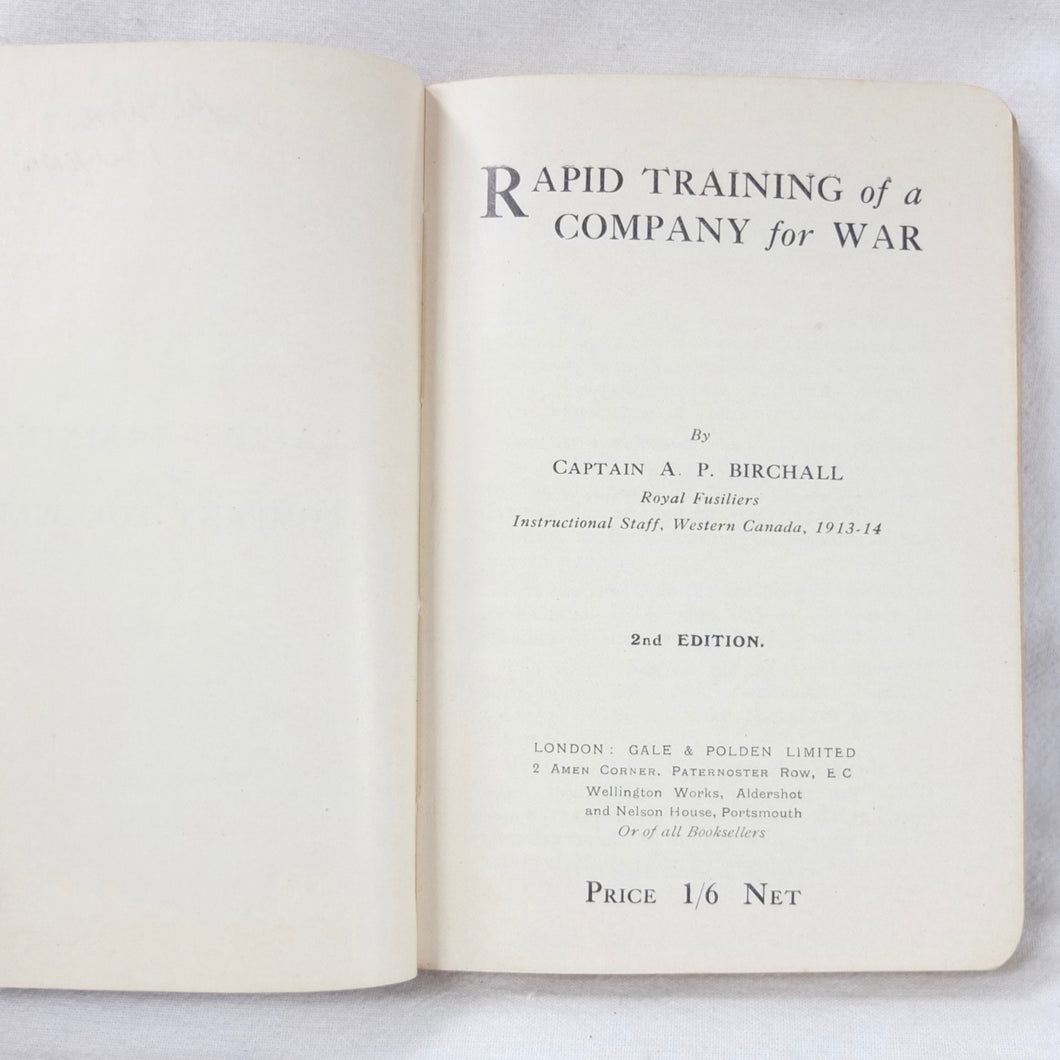 RAPID TRAINING of a
COMPANY for WAR
By
CAPTAIN A. P. BIRCHALL
Royal Fusiliers
Instructional Staff, Western Canada, 1913-14
2nd EDITION.
LONDON: GALE & POLDEN LIMITED
2 AMEN CORNER, PATERNOSTER ROW, E C
Wellington Works, Aldershot
and Nelson House, Portsmouth
Or of all Booksellers
PRICE 1/6 NET